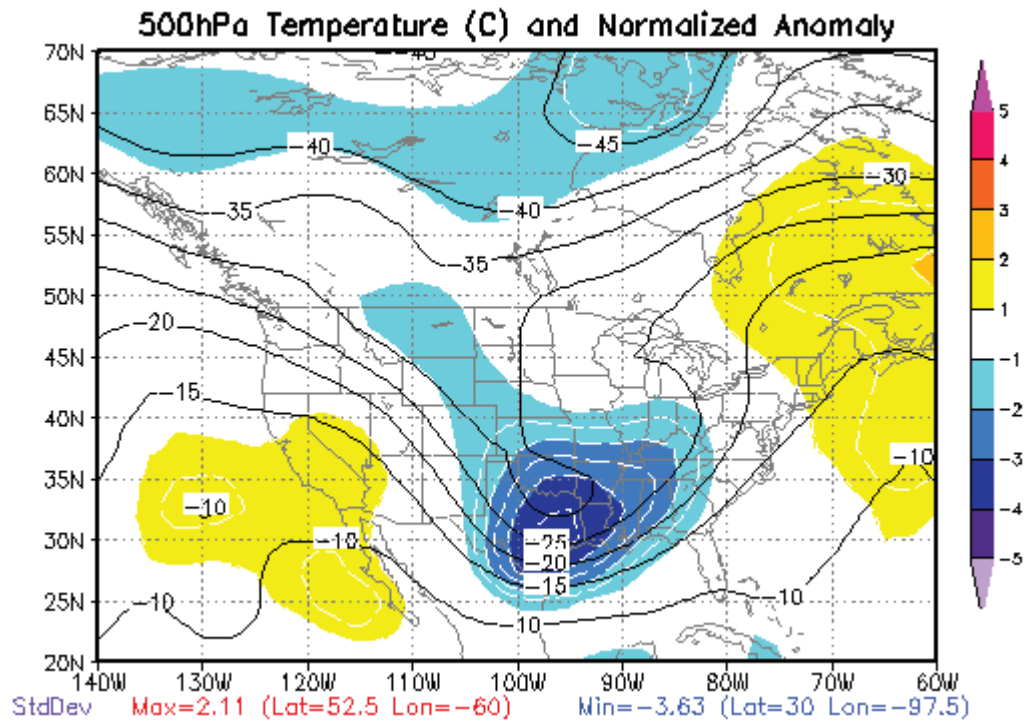 500hPa Temperature (C) and Normalized Anomaly
70N
65N
60N
55N
50N
45N
40N
35N
30N
25N
20N
140W 130W 120W 110W 100W 90W 80W 70W 60W
-40
-45
-40
-30
-40
-35
-35
-20
-15
-10
-10
-10
-25
-20
-15
-10
-10
-10
5
4
3
2
1
-1
-2
-3
-4
-5
StdDev Max=2.11 (Lat=52.5 Lon=-60) Min=-3.63 (Lat=30 Lon=-97.5)